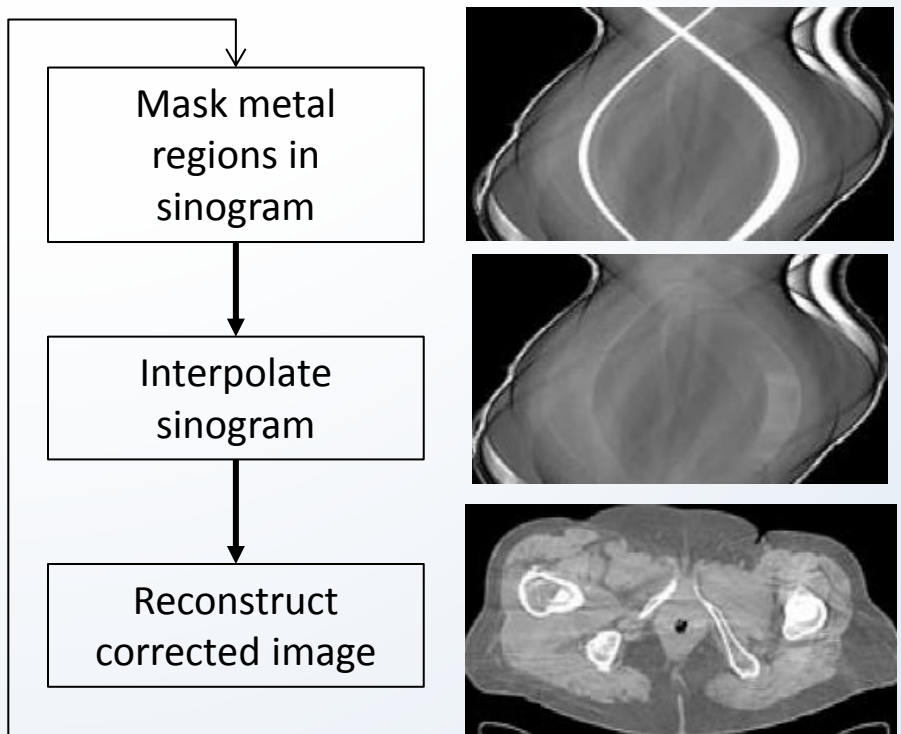 Mask metal
regions in
sinogram
Interpolate
sinogram
Reconstruct
corrected image